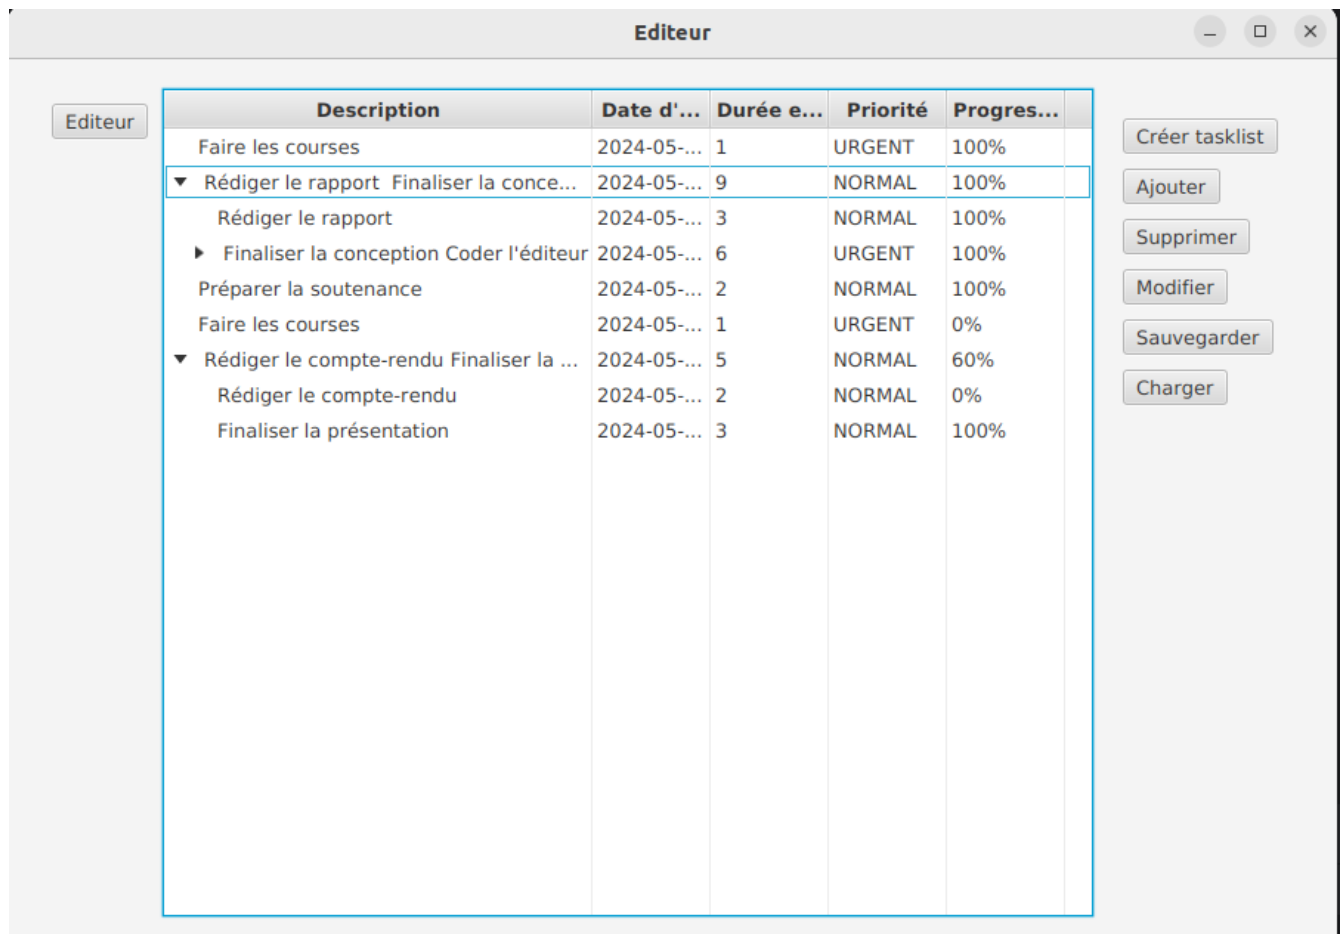 Editeur
Editeur
Description Date d'... Durée e... Priorité Progres...
Faire les courses 2024-05-... 1 URGENT 100%
Rédiger le rapport  Finaliser la conce... 2024-05-... 9 NORMAL 100%
Rédiger le rapport 2024-05-... 3 NORMAL 100%
Finaliser la conception Coder l'éditeur 2024-05-... 6 URGENT 100%
Préparer la soutenance 2024-05-... 2 NORMAL 100%
Faire les courses 2024-05-... 1 URGENT 0%
Rédiger le compte-rendu Finaliser la ... 2024-05-... 5 NORMAL 60%
Rédiger le compte-rendu 2024-05-... 2 NORMAL 0%
Finaliser la présentation 2024-05-... 3 NORMAL 100%
Créer tasklist
Ajouter
Supprimer
Modifier
Sauvegarder
Charger